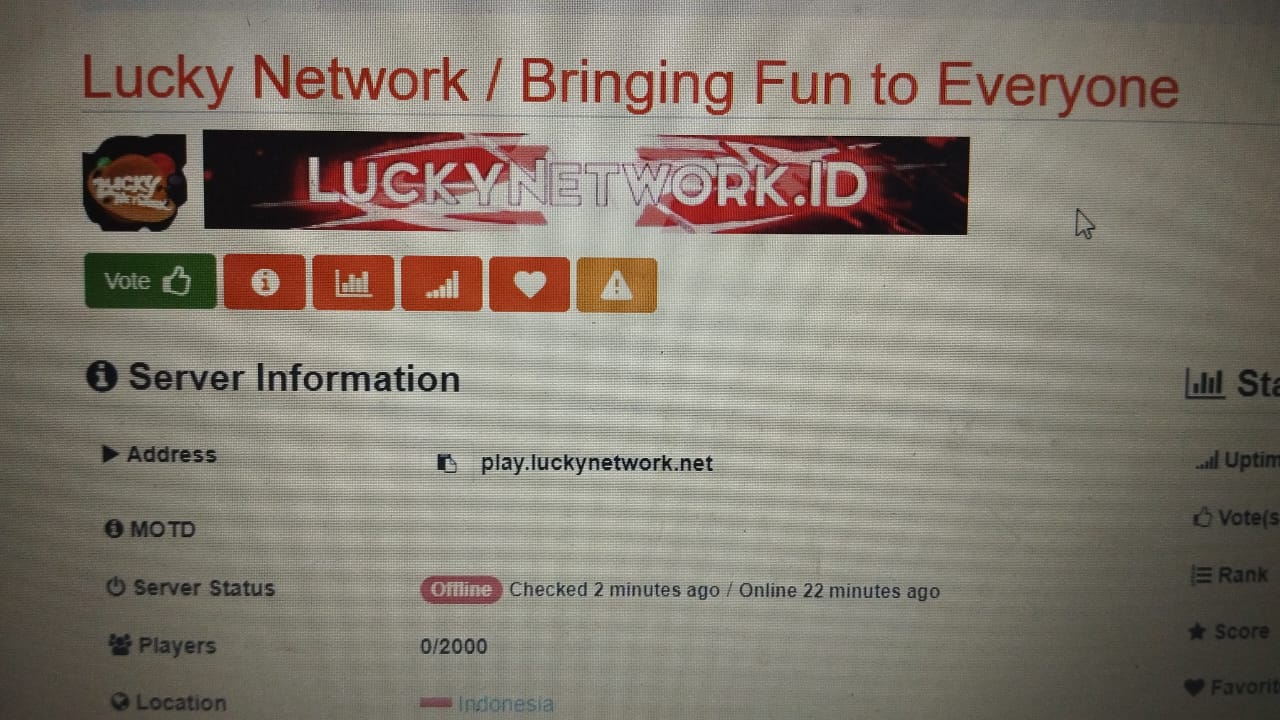 Lucky Network / Bringing Fun to Everyone
LUCKY
LUCKYNETWORK.ID
Vote
Server Information
Sta
Address
play.luckynetwork.net
Uptim
MOTD
Vote(s
Server Status
Offline Checked 2 minutes ago / Online 22 minutes ago
Rank
Players
0/2000
Score
Location
Indonesia
Favorit